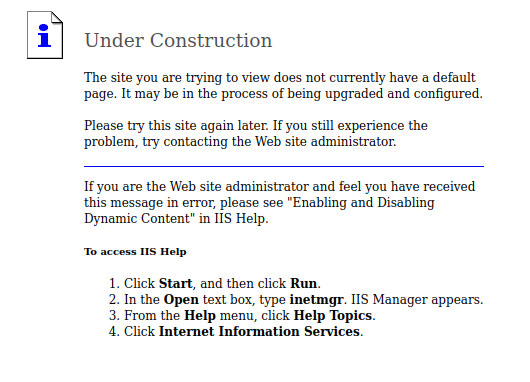 Under Construction
The site you are trying to view does not currently have a default
page. It may be in the process of being upgraded and configured.
Please try this site again later. If you still experience the
problem, try contacting the Web site administrator.
If you are the Web site administrator and feel you have received
this message in error, please see "Enabling and Disabling
Dynamic Content" in IIS Help.
To access IIS Help
1. Click Start, and then click Run.
2. In the Open text box, type inetmgr. IIS Manager appears.
3. From the Help menu, click Help Topics.
4. Click Internet Information Services.